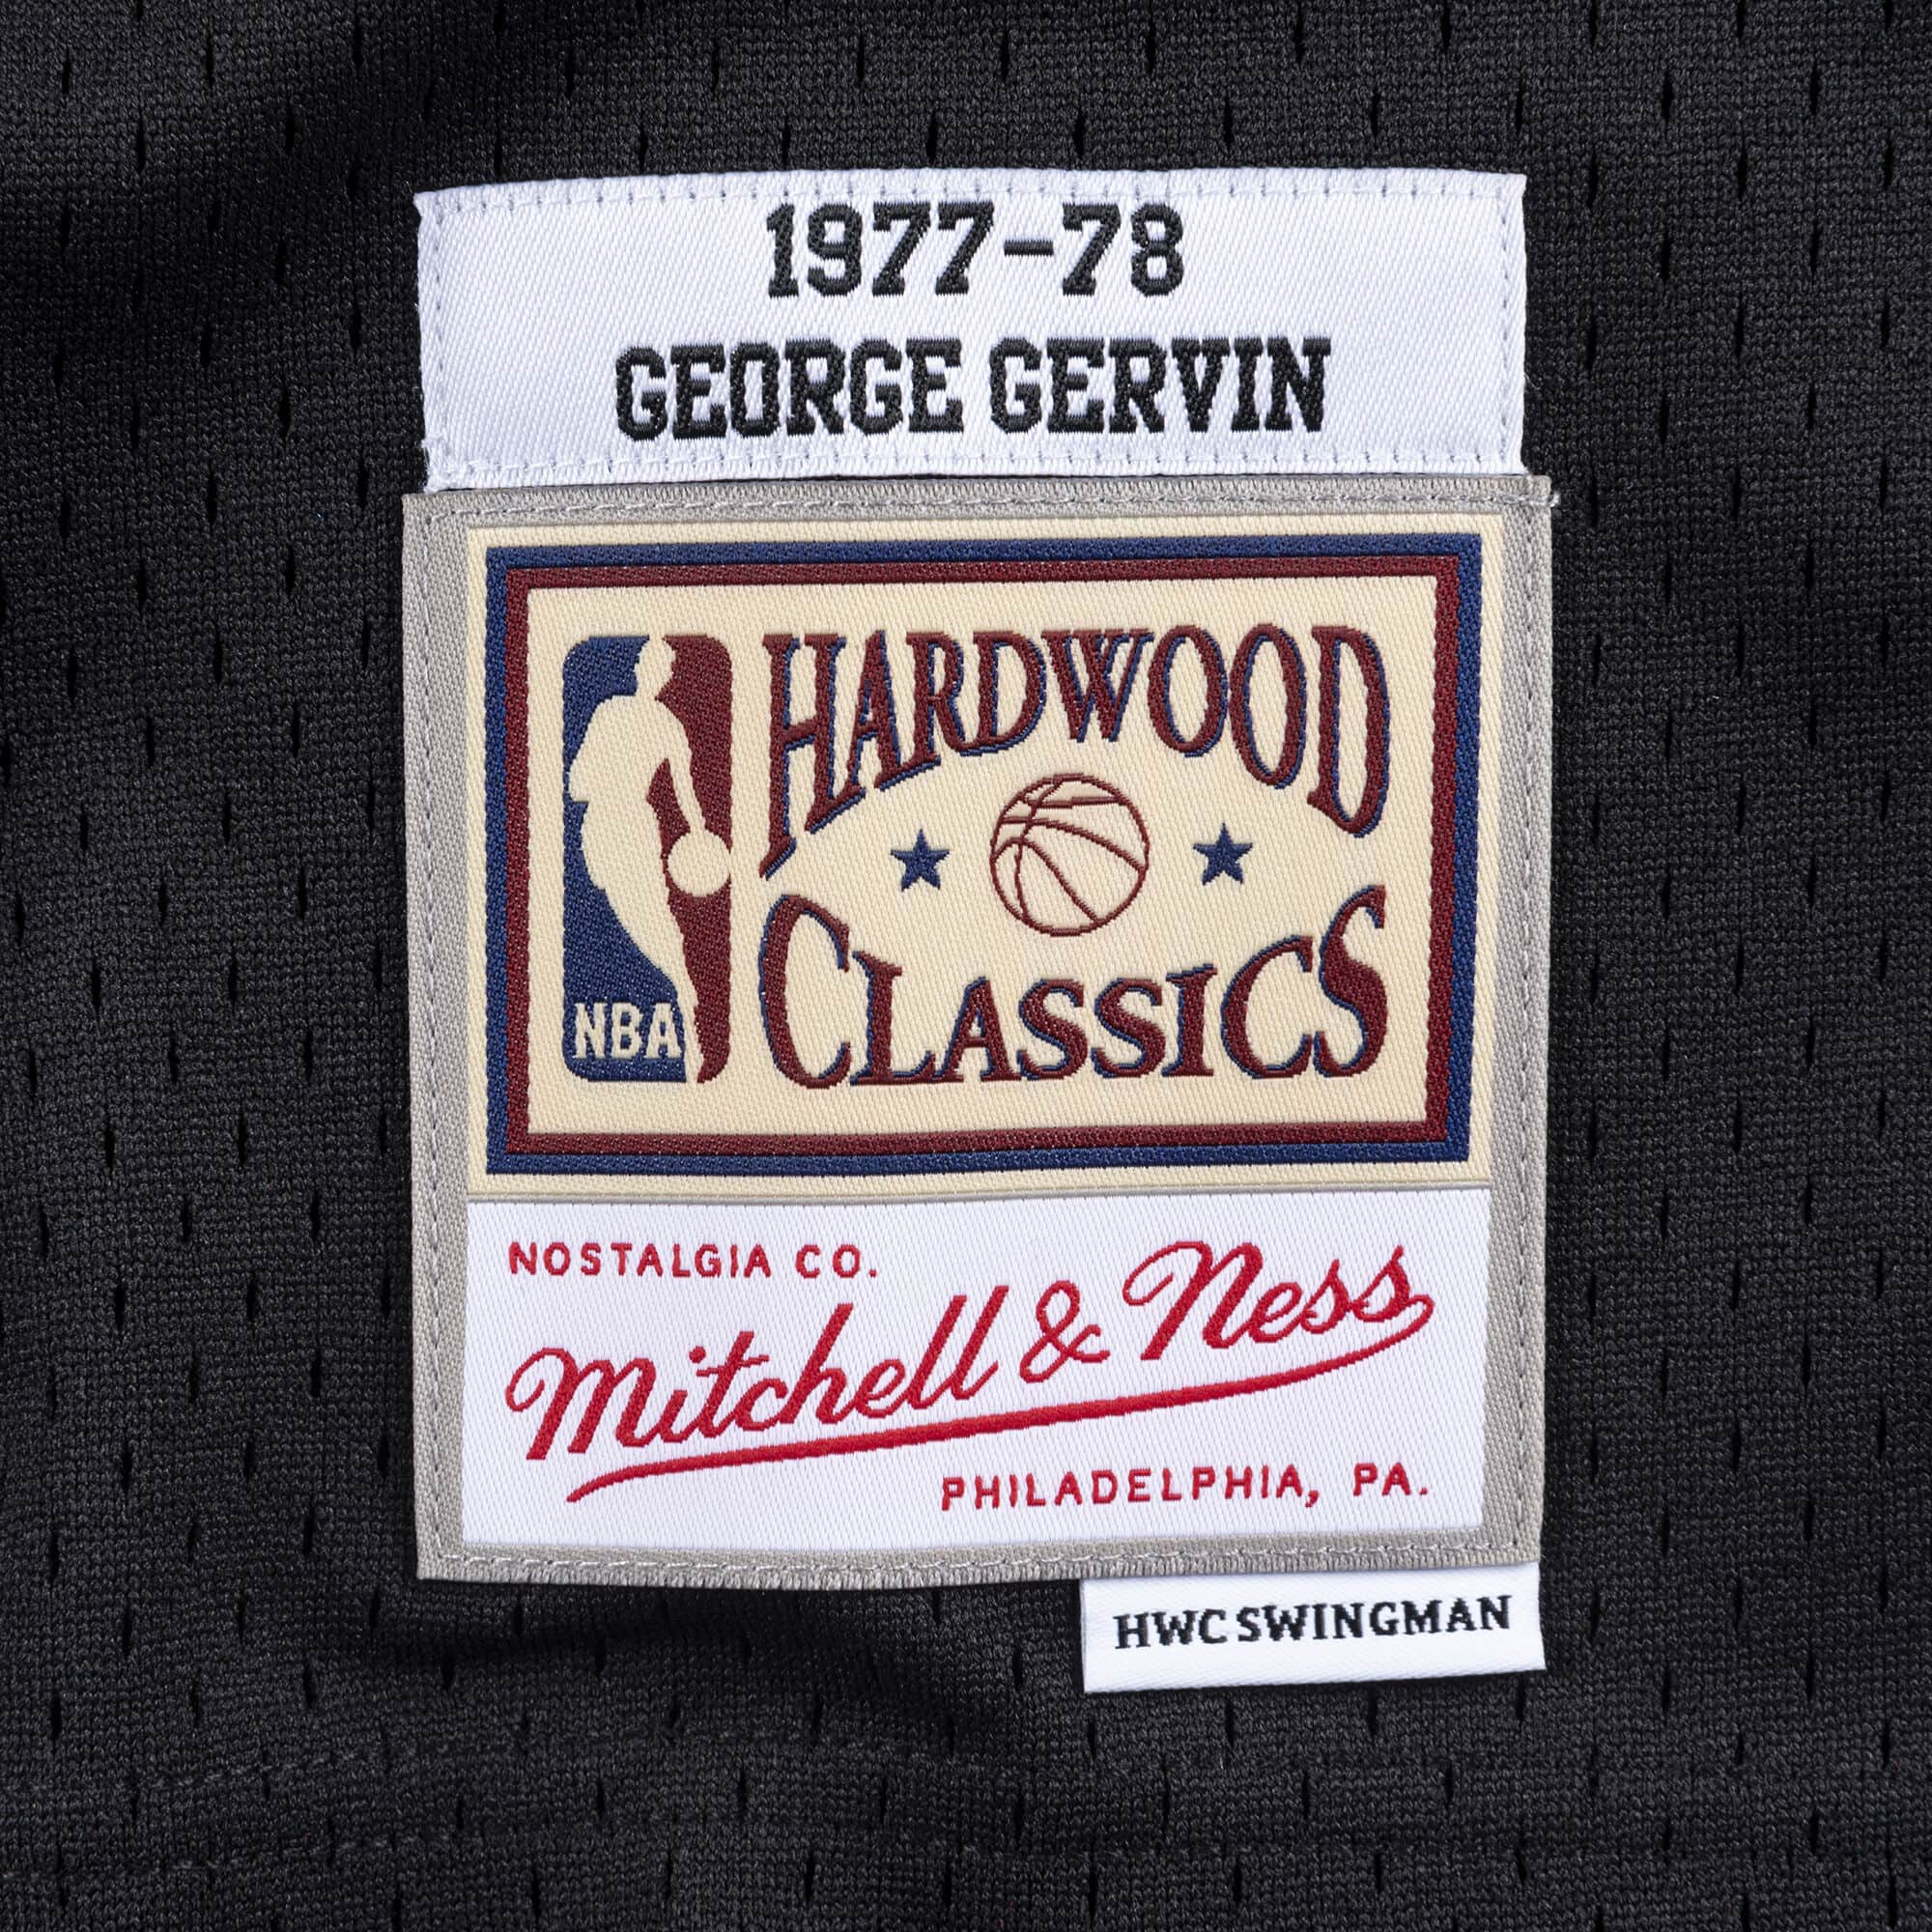 1977-78
GEORGE GERVIN
HARDWOOD
CLASSICS
NBA
NOSTALGIA CO.
Mitchell & Ness
PHILADELPHIA, PA.
HWC SWINGMAN